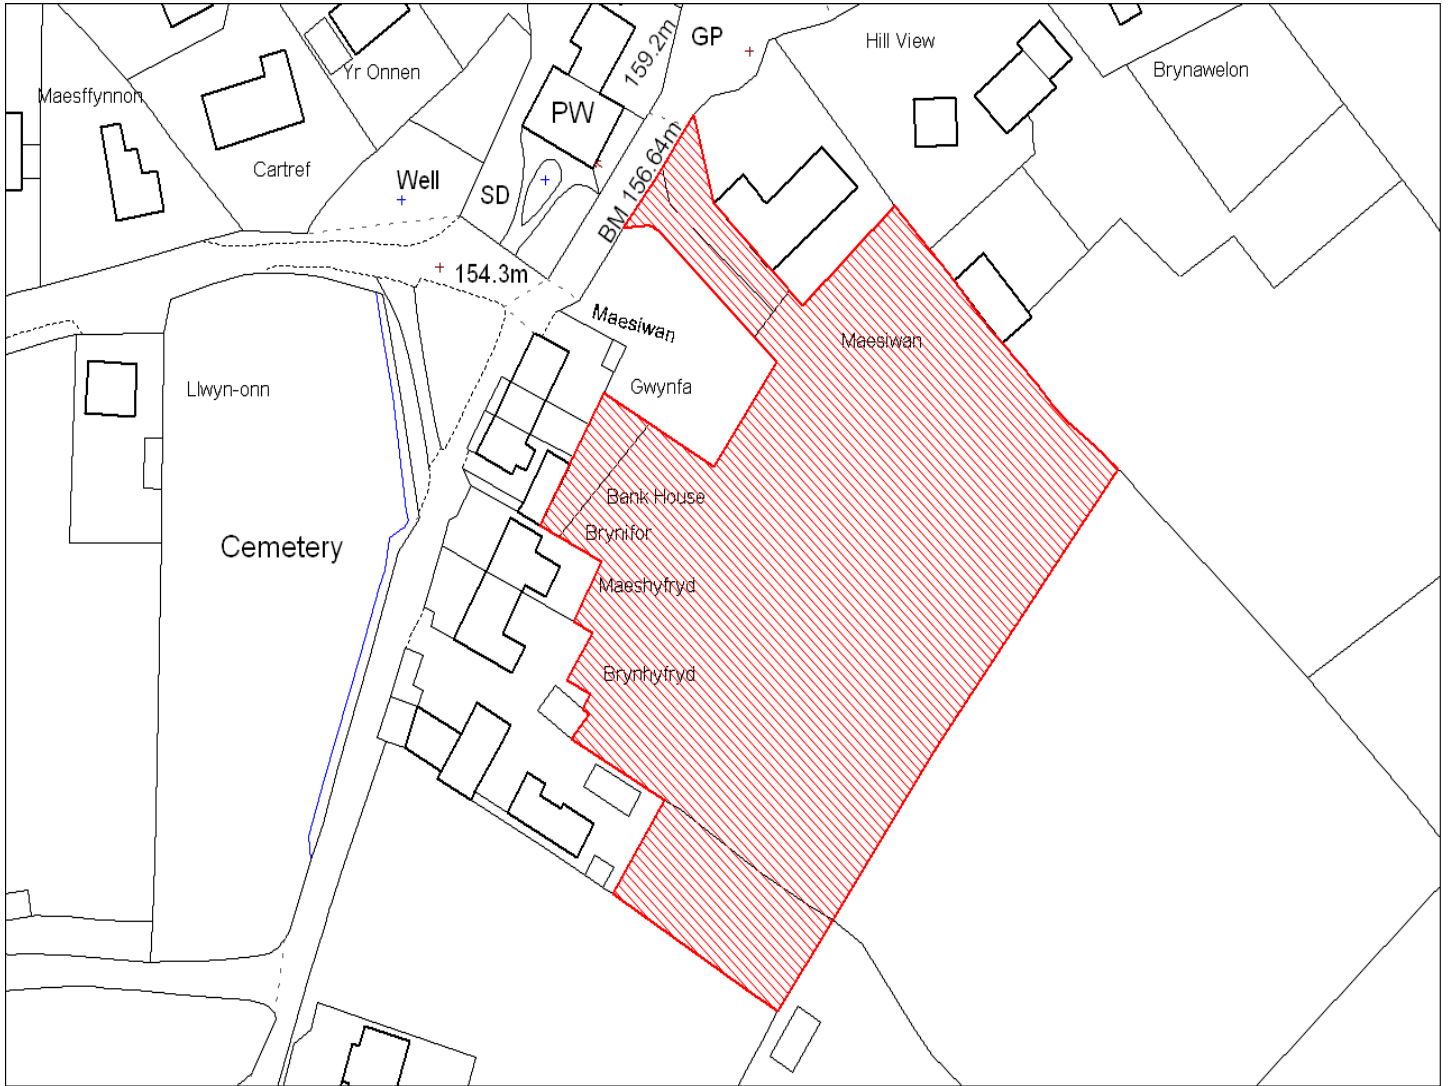 GP
Hill View
Brynawelon
159.2m
Yr Onnen
Maesffynnon
PW
Cartref
Well
SD
BM 156.64m
154.3m
Maesiwan
Maesiwan
Gwynfa
Llwyn-onn
Bank House
Brynifor
Cemetery
Maeshyfryd
Brynhyfryd